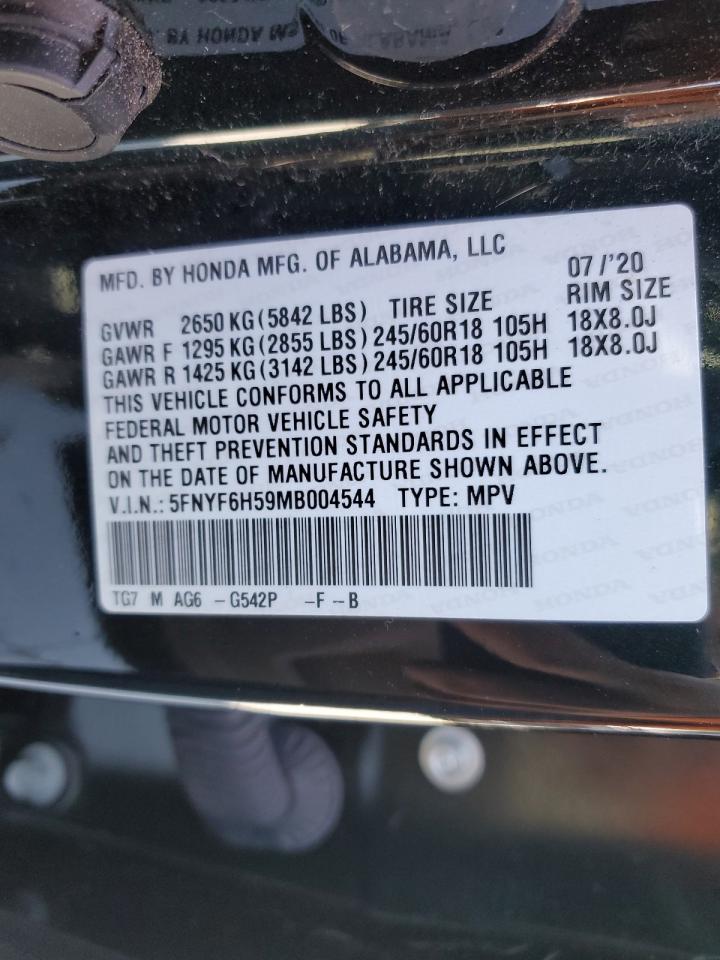 MFD. BY HONDA MFG. OF ALABAMA, LLC 07/'20
GVWR 2650 KG (5842 LBS) TIRE SIZE RIM SIZE
GAWR F 1295 KG (2855 LBS) 245/60R18 105H 18X8.0J
GAWR R 1425 KG (3142 LBS) 245/60R18 105H 18X8.0J
THIS VEHICLE CONFORMS TO ALL APPLICABLE
FEDERAL MOTOR VEHICLE SAFETY
AND THEFT PREVENTION STANDARDS IN EFFECT
ON THE DATE OF MANUFACTURE SHOWN ABOVE.
V.I.N.: 5FNYF6H59MB004544 TYPE: MPV
TG7 M AG6 -G542P -F -B